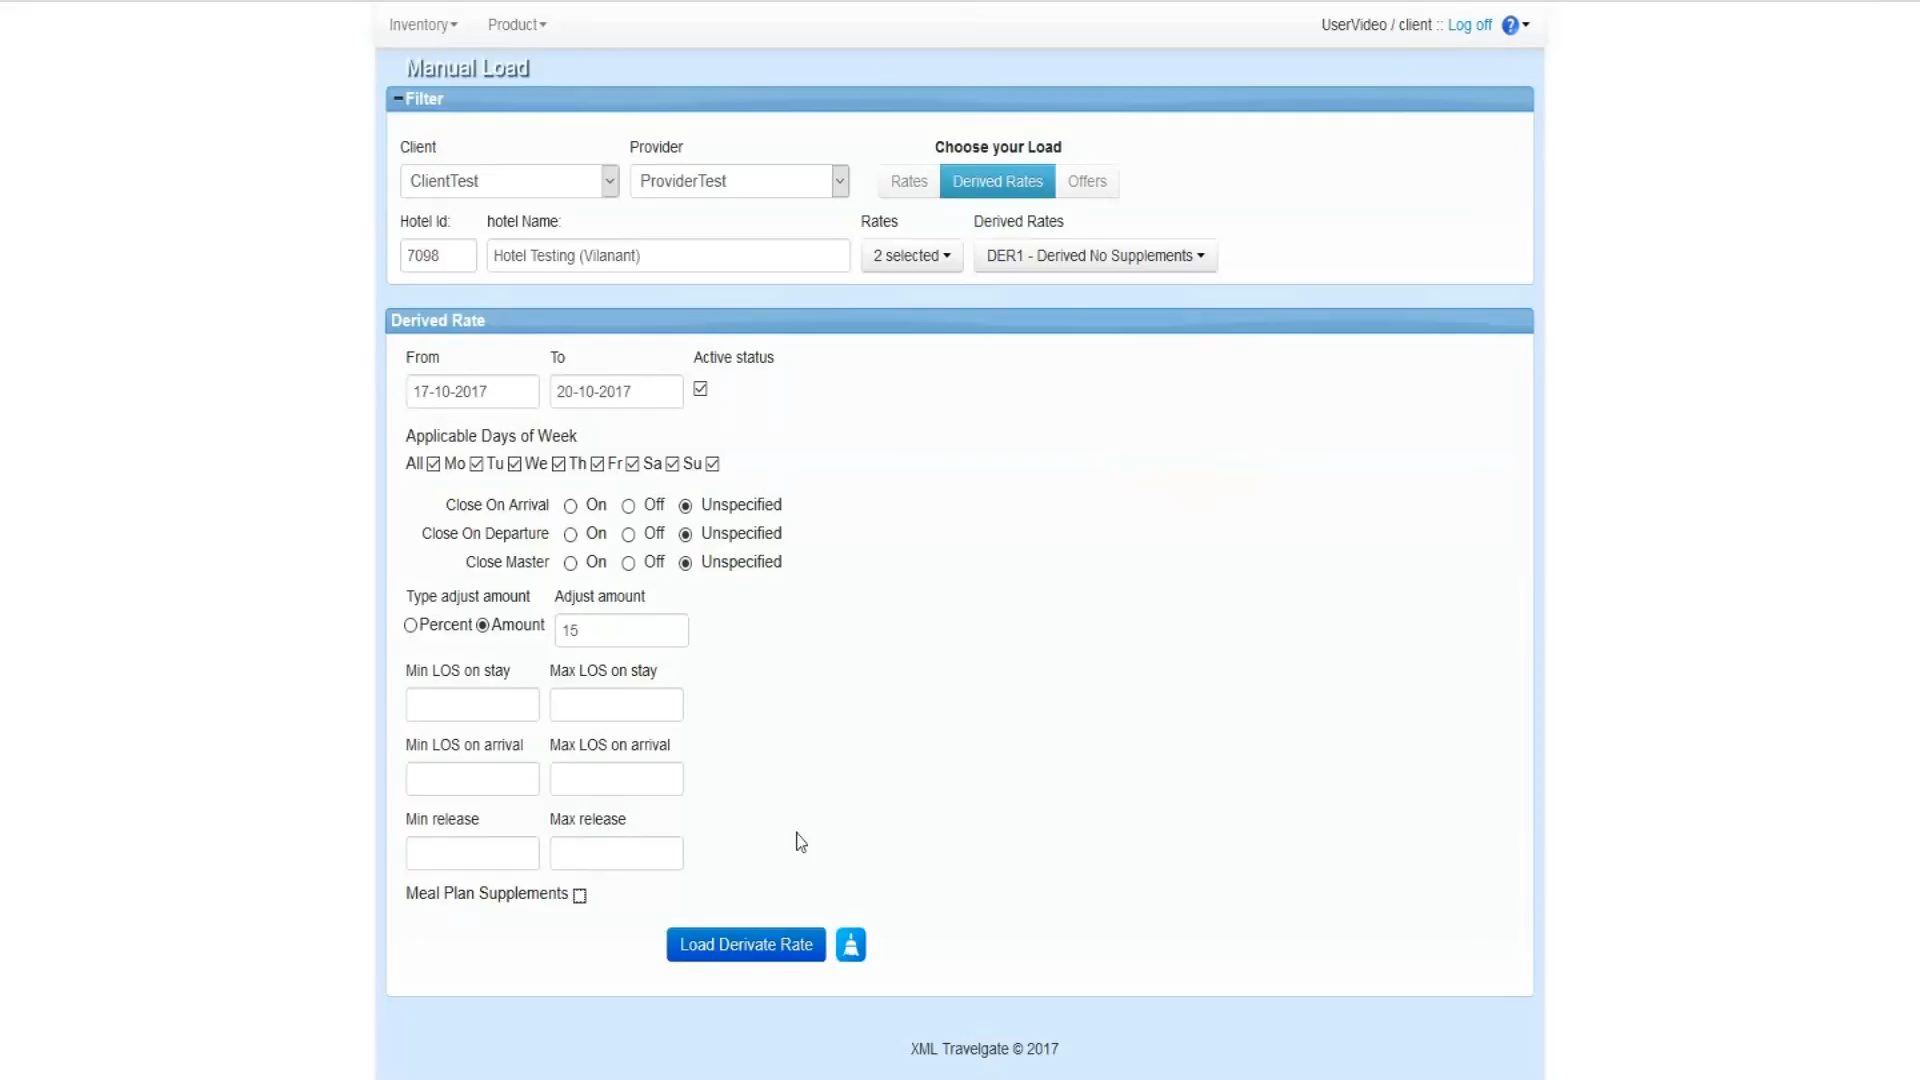 Inventory Product UserVideo / client :: Log off ?
Manual Load
Filter
Client Provider Choose your Load
ClientTest ProviderTest Rates Derived Rates Offers
Hotel Id: hotel Name: Rates Derived Rates
7098 Hotel Testing (Vilanant) 2 selected DER1 - Derived No Supplements
Derived Rate
From To Active status
17-10-2017 20-10-2017
Applicable Days of Week
All Mo Tu We Th Fr Sa Su
Close On Arrival On Off Unspecified
Close On Departure On Off Unspecified
Close Master On Off Unspecified
Type adjust amount Adjust amount
Percent Amount 15
Min LOS on stay Max LOS on stay
Min LOS on arrival Max LOS on arrival
Min release Max release
Meal Plan Supplements
Load Derivate Rate
XML Travelgate © 2017